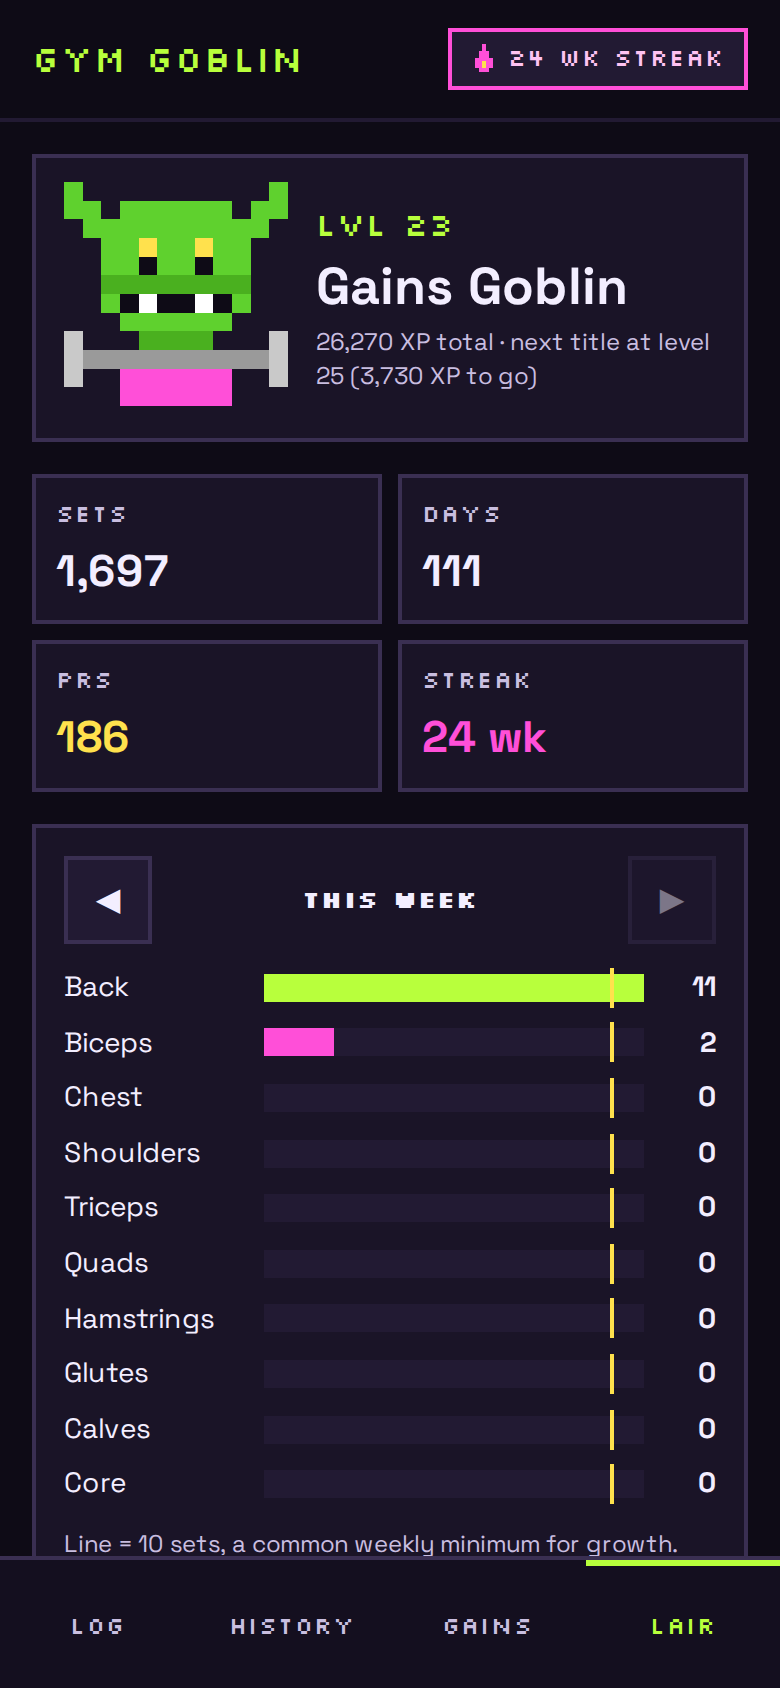 GYM GOBLIN
24 WK STREAK
LVL 23
Gains Goblin
26,270 XP total · next title at level
25 (3,730 XP to go)
SETS
1,697
DAYS
111
PRS
186
STREAK
24 wk
◀ THIS WEEK ▶
Back 11
Biceps 2
Chest 0
Shoulders 0
Triceps 0
Quads 0
Hamstrings 0
Glutes 0
Calves 0
Core 0
Line = 10 sets, a common weekly minimum for growth.
LOG HISTORY GAINS LAIR